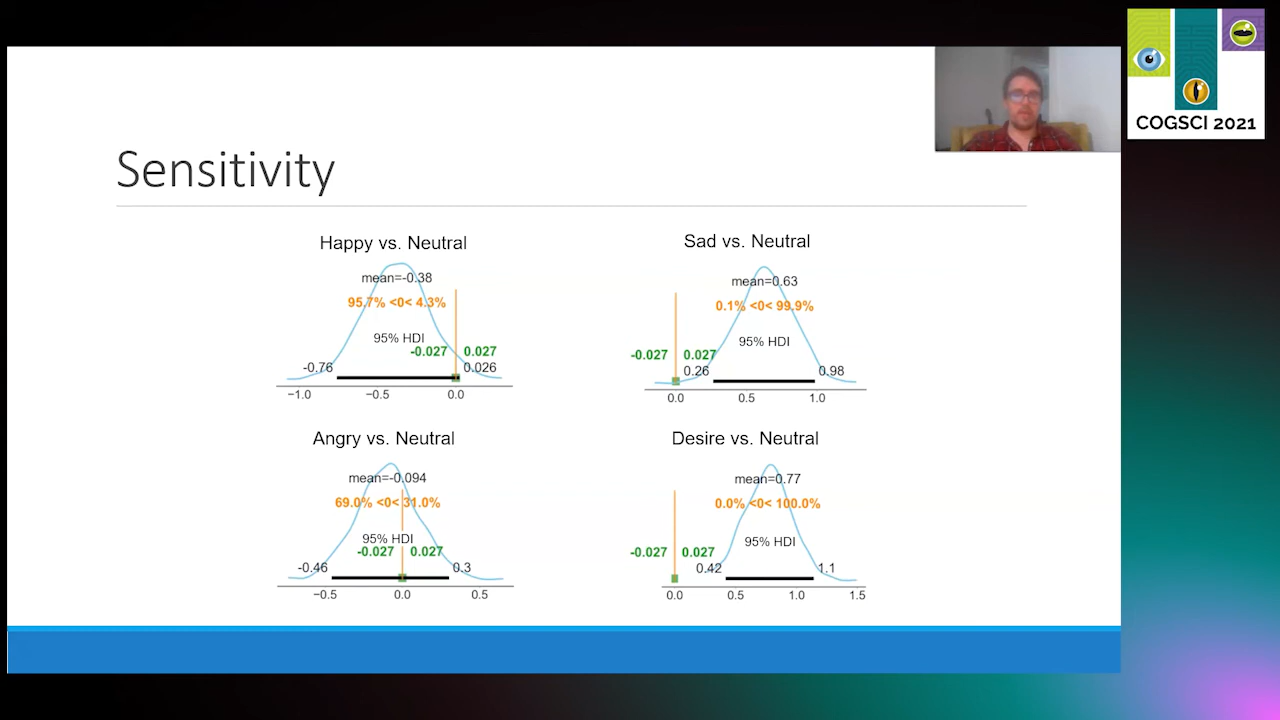 COGSCI 2021
Sensitivity
Happy vs. Neutral
mean=-0.38
95.7% <0< 4.3%
95% HDI
-0.027 0.027
-0.76 0.026
−1.0 −0.5 0.0
Sad vs. Neutral
mean=0.63
0.1% <0< 99.9%
95% HDI
-0.027 0.027
0.26 0.98
0.0 0.5 1.0
Angry vs. Neutral
mean=-0.094
69.0% <0< 31.0%
95% HDI
-0.027 0.027
-0.46 0.3
−0.5 0.0 0.5
Desire vs. Neutral
mean=0.77
0.0% <0< 100.0%
95% HDI
-0.027 0.027
0.42 1.1
0.0 0.5 1.0 1.5